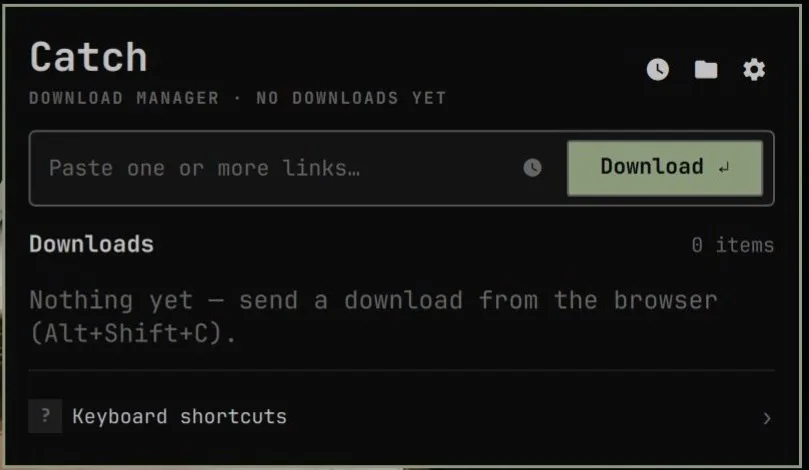 Catch
DOWNLOAD MANAGER · NO DOWNLOADS YET
Paste one or more links…
Download ↲
Downloads
0 items
Nothing yet — send a download from the browser
(Alt+Shift+C).
? Keyboard shortcuts